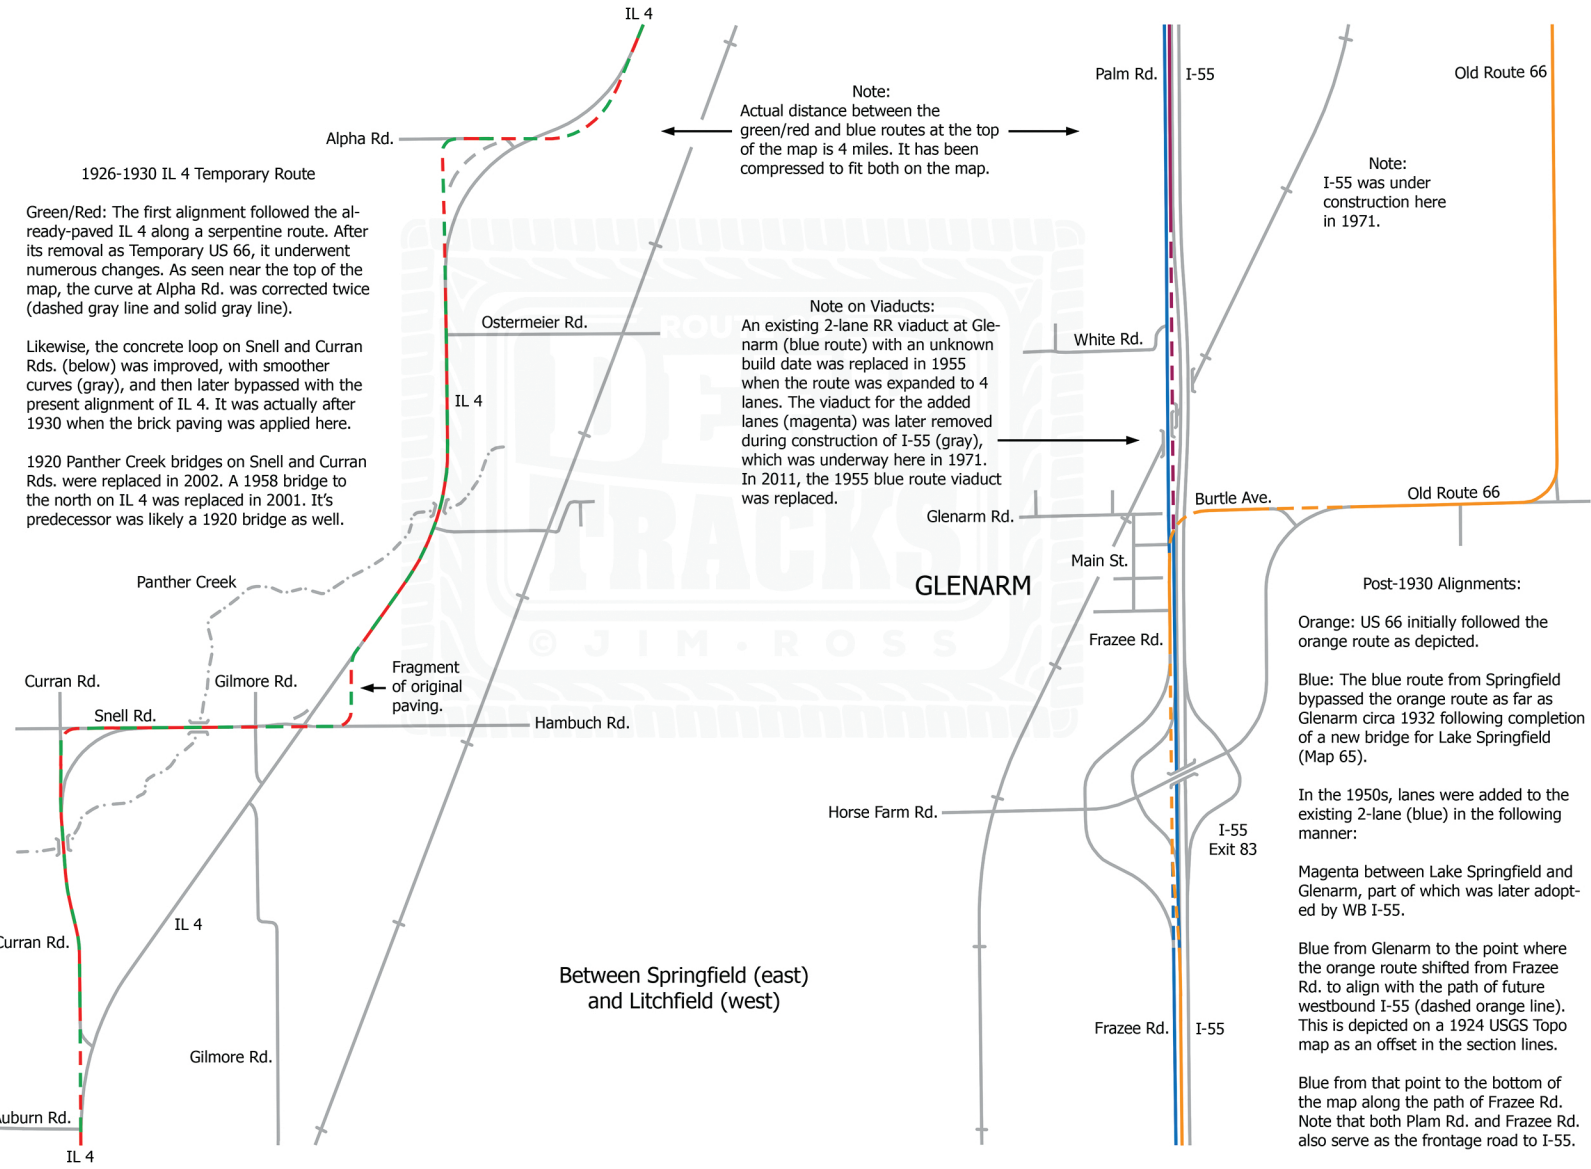 IL 4
Alpha Rd.
1926-1930 IL 4 Temporary Route
Green/Red: The first alignment followed the al-
ready-paved IL 4 along a serpentine route. After
its removal as Temporary US 66, it underwent
numerous changes. As seen near the top of the
map, the curve at Alpha Rd. was corrected twice
(dashed gray line and solid gray line).
Likewise, the concrete loop on Snell and Curran
Rds. (below) was improved, with smoother
curves (gray), and then later bypassed with the
present alignment of IL 4. It was actually after
1930 when the brick paving was applied here.
1920 Panther Creek bridges on Snell and Curran
Rds. were replaced in 2002. A 1958 bridge to
the north on IL 4 was replaced in 2001. It's
predecessor was likely a 1920 bridge as well.
Ostermeier Rd.
IL 4
Panther Creek
Curran Rd.
Gilmore Rd.
Snell Rd.
Fragment
of original
paving.
Hambuch Rd.
IL 4
Curran Rd.
Gilmore Rd.
Auburn Rd.
IL 4
Note:
Actual distance between the
green/red and blue routes at the top
of the map is 4 miles. It has been
compressed to fit both on the map.
Note on Viaducts:
An existing 2-lane RR viaduct at Gle-
narm (blue route) with an unknown
build date was replaced in 1955
when the route was expanded to 4
lanes. The viaduct for the added
lanes (magenta) was later removed
during construction of I-55 (gray),
which was underway here in 1971.
In 2011, the 1955 blue route viaduct
was replaced.
ROUTE
DEAD
TRACKS
© JIM • ROSS
Between Springfield (east)
and Litchfield (west)
Palm Rd.
I-55
Old Route 66
Note:
I-55 was under
construction here
in 1971.
White Rd.
Glenarm Rd.
Burtle Ave.
Old Route 66
Main St.
GLENARM
Frazee Rd.
Horse Farm Rd.
I-55
Exit 83
Frazee Rd.
I-55
Post-1930 Alignments:
Orange: US 66 initially followed the
orange route as depicted.
Blue: The blue route from Springfield
bypassed the orange route as far as
Glenarm circa 1932 following completion
of a new bridge for Lake Springfield
(Map 65).
In the 1950s, lanes were added to the
existing 2-lane (blue) in the following
manner:
Magenta between Lake Springfield and
Glenarm, part of which was later adopt-
ed by WB I-55.
Blue from Glenarm to the point where
the orange route shifted from Frazee
Rd. to align with the path of future
westbound I-55 (dashed orange line).
This is depicted on a 1924 USGS Topo
map as an offset in the section lines.
Blue from that point to the bottom of
the map along the path of Frazee Rd.
Note that both Plam Rd. and Frazee Rd.
also serve as the frontage road to I-55.